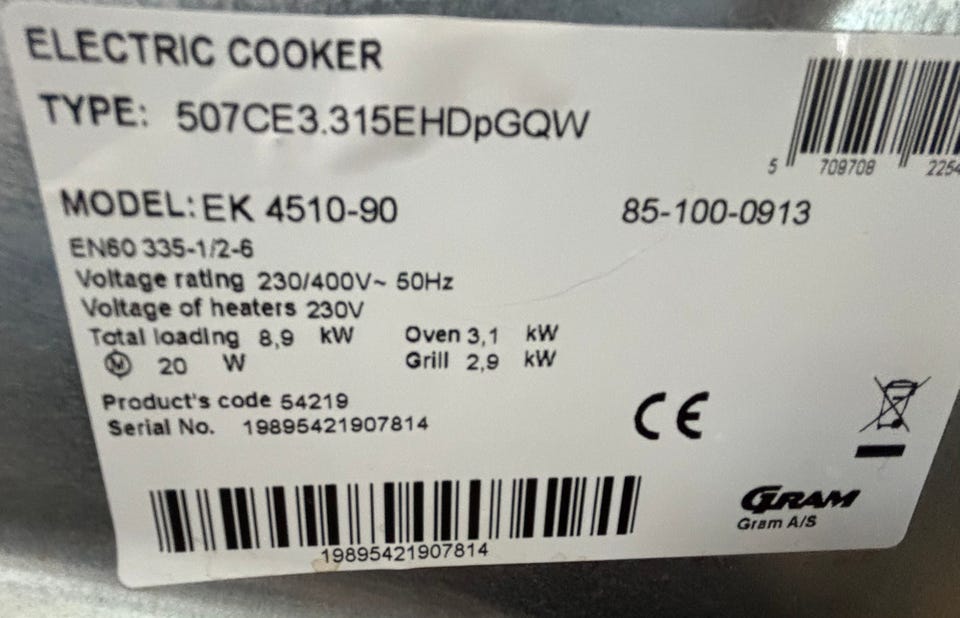 ELECTRIC COOKER
TYPE: 507CE3.315EHDpGQW
5 709708 2254
MODEL: EK 4510-90 85-100-0913
EN60 335-1/2-6
Voltage rating 230/400V~ 50Hz
Voltage of heaters 230V
Total loading 8,9 kW Oven 3,1 kW
M 20 W Grill 2,9 kW
Product's code 54219
Serial No. 19895421907814
CE
GRAM
Gram A/S
19895421907814